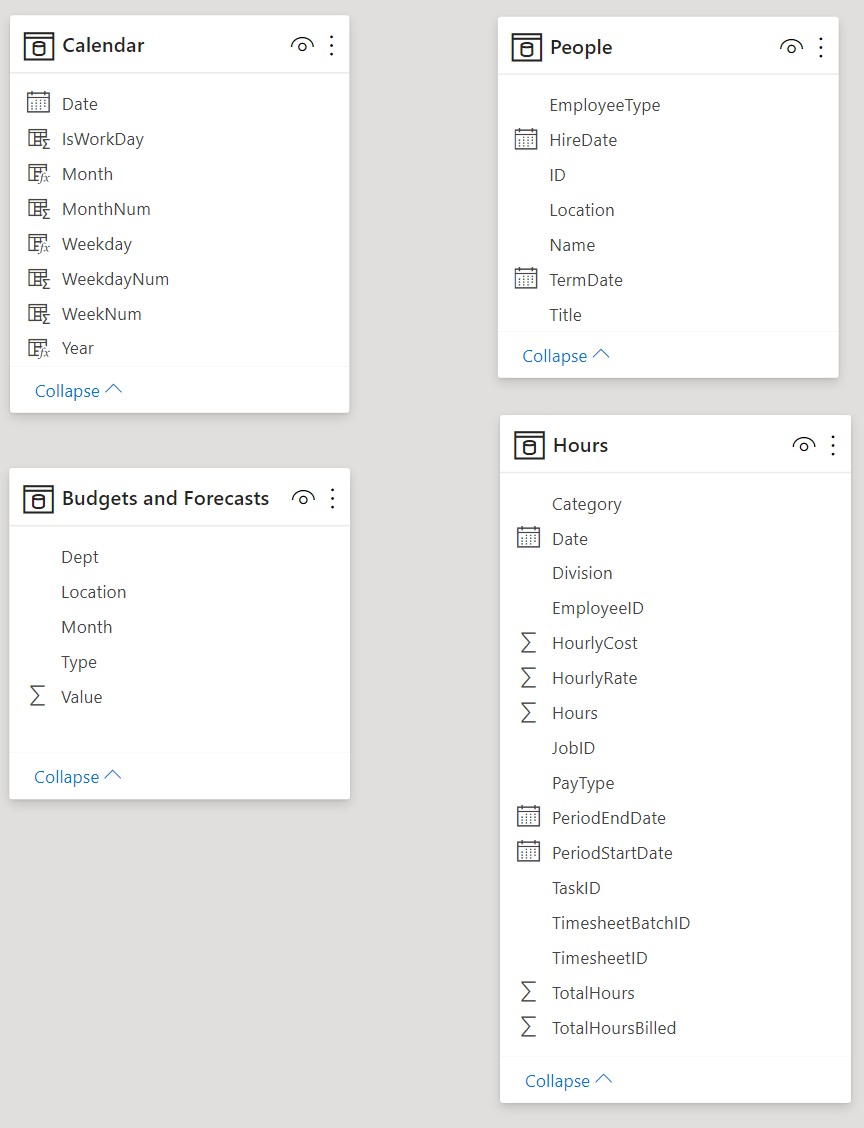 Calendar
Date
IsWorkDay
Month
MonthNum
Weekday
WeekdayNum
WeekNum
Year
Collapse
People
EmployeeType
HireDate
ID
Location
Name
TermDate
Title
Collapse
Budgets and Forecasts
Dept
Location
Month
Type
Value
Collapse
Hours
Category
Date
Division
EmployeeID
HourlyCost
HourlyRate
Hours
JobID
PayType
PeriodEndDate
PeriodStartDate
TaskID
TimesheetBatchID
TimesheetID
TotalHours
TotalHoursBilled
Collapse